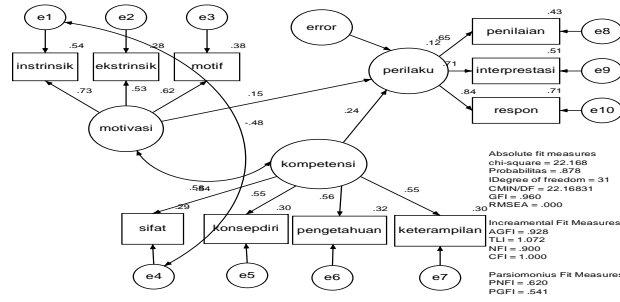 e1
e2
e3
error
.43
.54
.28
.38
.12
.65
penilaian
e8
instrinsik
ekstrinsik
motif
.51
perilaku
.71
interprestasi
e9
.73
.53
.62
.71
.15
.84
respon
e10
motivasi
.24
-.48
kompetensi
Absolute fit measures
chi-square = 22.168
Probabilitas = .878
IDegree of freedom = 31
CMIN/DF = 22.16831
GFI = .960
RMSEA = .000
.54
.55
.56
.55
.29
.30
.32
.30
Increamental Fit Measures
AGFI = .928
TLI = 1.072
NFI = .900
CFI = 1.000
sifat
konsepdiri
pengetahuan
keterampilan
e4
e5
e6
e7
Parsiomonius Fit Measures
PNFI = .620
PGFI = .541